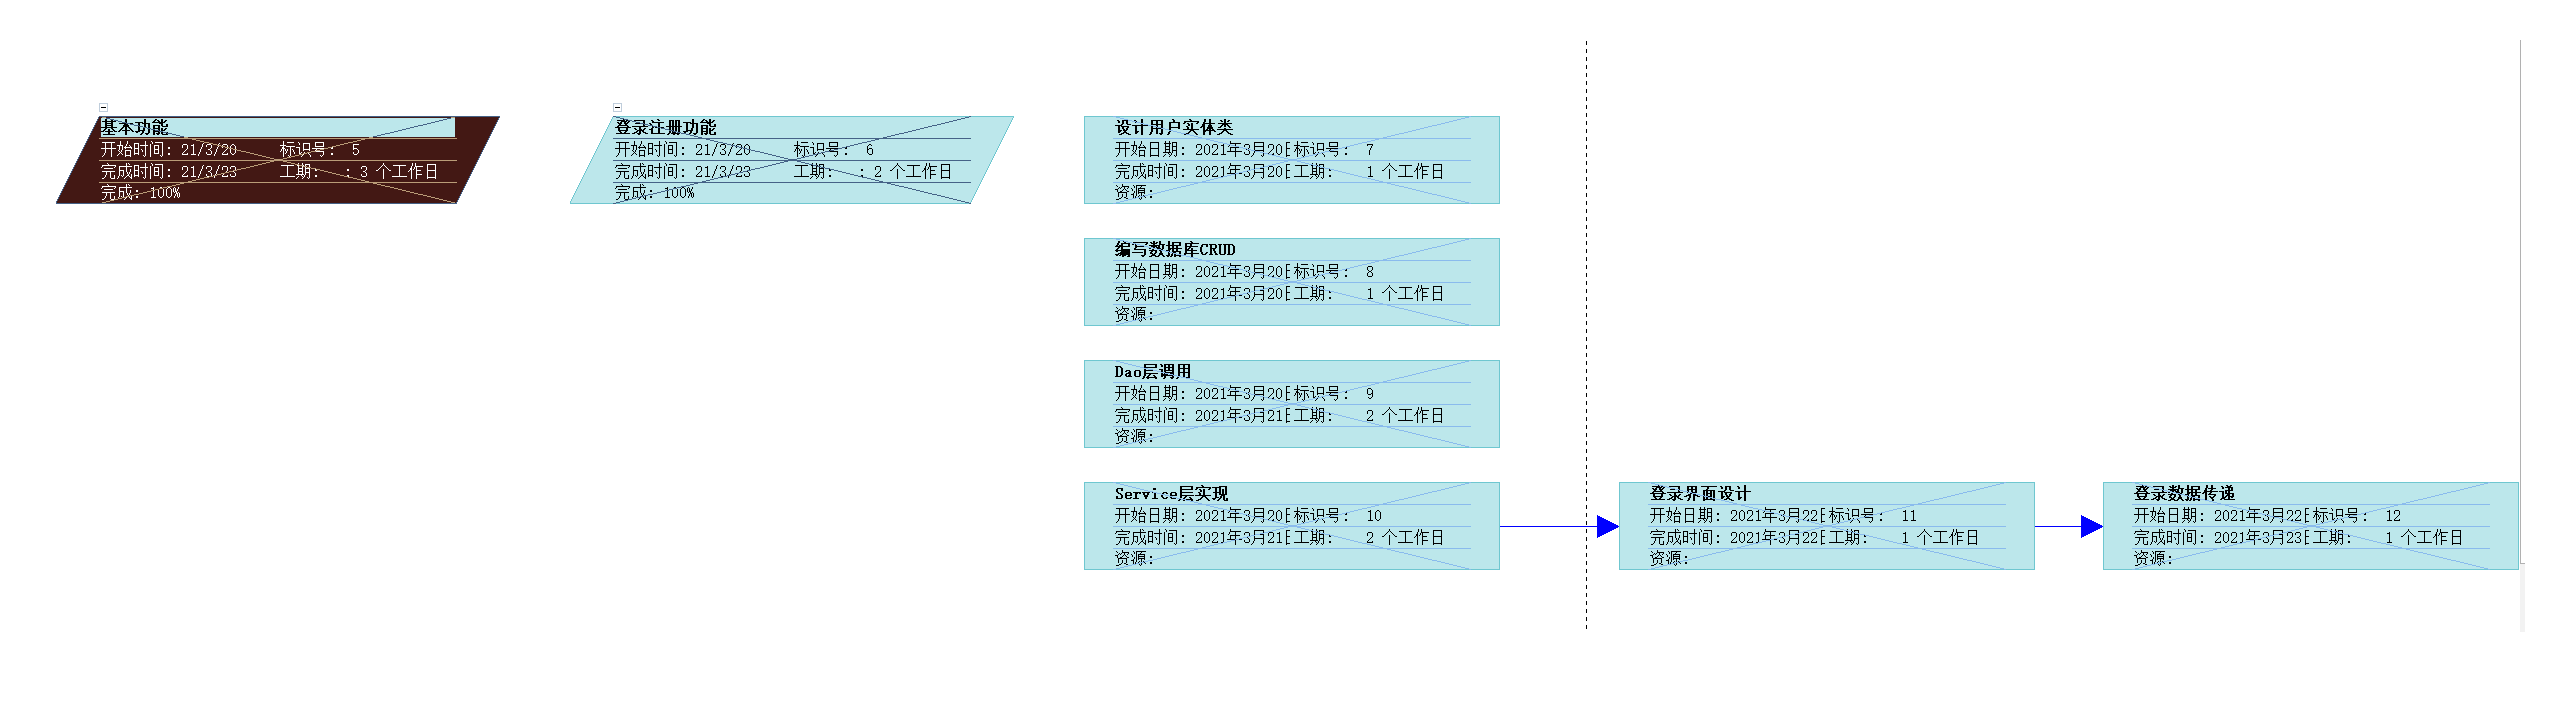 基本功能
开始时间: 21/3/20 标识号: 5
完成时间: 21/3/23 工期: : 3 个工作日
完成: 100%
登录注册功能
开始时间: 21/3/20 标识号: 6
完成时间: 21/3/23 工期: : 2 个工作日
完成: 100%
设计用户实体类
开始日期: 2021年3月20日 标识号: 7
完成时间: 2021年3月20日 工期: 1 个工作日
资源:
编写数据库CRUD
开始日期: 2021年3月20日 标识号: 8
完成时间: 2021年3月20日 工期: 1 个工作日
资源:
Dao层调用
开始日期: 2021年3月20日 标识号: 9
完成时间: 2021年3月21日 工期: 2 个工作日
资源:
Service层实现
开始日期: 2021年3月20日 标识号: 10
完成时间: 2021年3月21日 工期: 2 个工作日
资源:
登录界面设计
开始日期: 2021年3月22日 标识号: 11
完成时间: 2021年3月22日 工期: 1 个工作日
资源:
登录数据传递
开始日期: 2021年3月22日 标识号: 12
完成时间: 2021年3月23日 工期: 1 个工作日
资源: